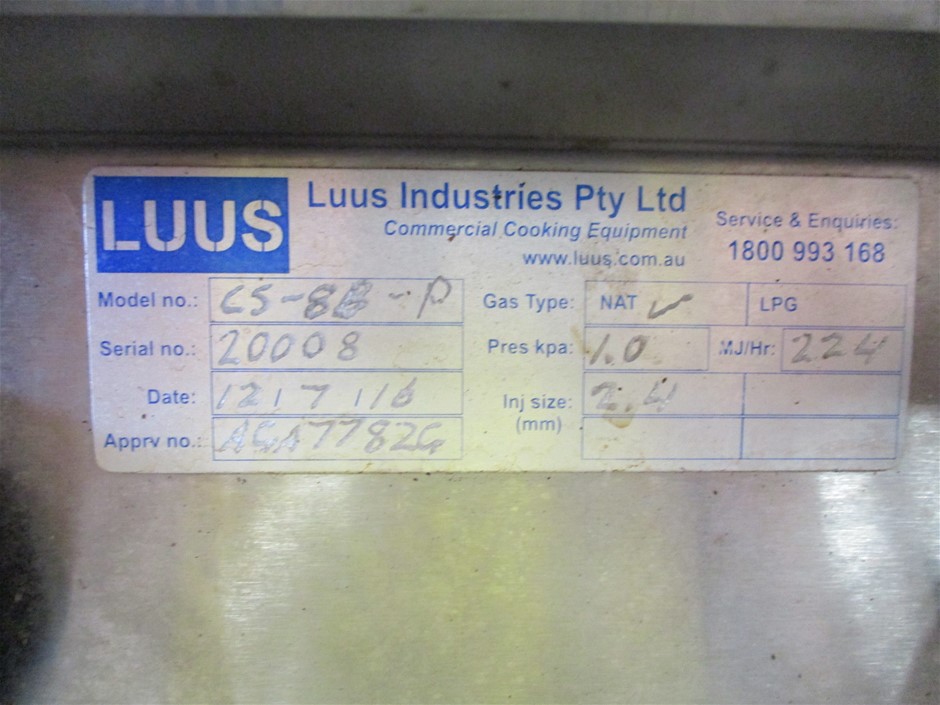 LUUS
Luus Industries Pty Ltd
Commercial Cooking Equipment
www.luus.com.au
Service & Enquiries:
1800 993 168
Model no.: CS-8B-P
Gas Type: NAT ✓ LPG
Serial no.: 20008
Pres kpa: 1.0 MJ/Hr: 224
Date: 12/7/16
Inj size: 2.4
(mm)
Apprv no.: AGA7782G